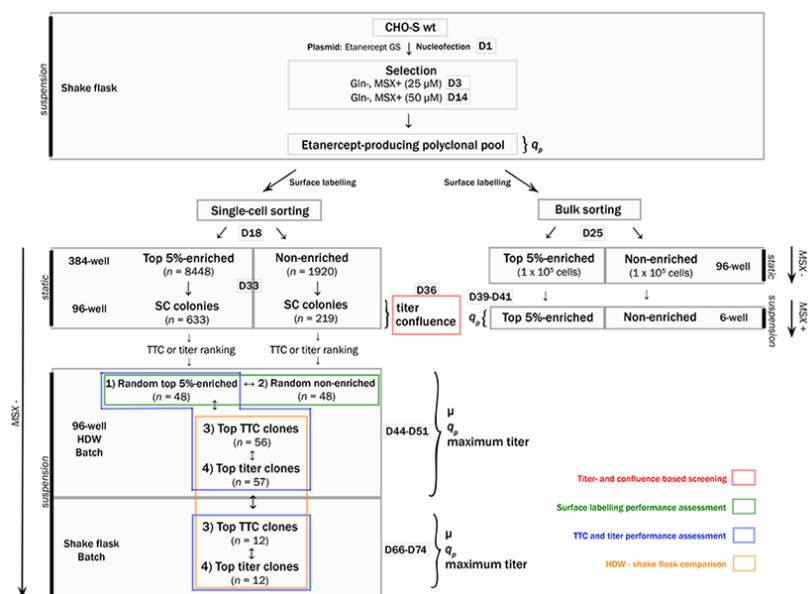 CHO-S wt
Plasmid: Etanercept GS ↓ Nucleofection D1
suspension
Shake flask
Selection
Gln-, MSX+ (25 µM) D3
Gln-, MSX+ (50 µM) D14
↓
Etanercept-producing polyclonal pool } qp
Surface labelling
Surface labelling
Single-cell sorting
Bulk sorting
D18
D25
MSX -
static
384-well
Top 5%-enriched
(n = 8448)
Non-enriched
(n = 1920)
D33
96-well
SC colonies
(n = 633)
SC colonies
(n = 219)
D36
titer
confluence
Top 5%-enriched
(1 x 10⁵ cells)
Non-enriched
(1 x 10⁵ cells)
96-well
static
MSX -
D39-D41
qp {
Top 5%-enriched
Non-enriched
6-well
suspension
MSX +
TTC or titer ranking
TTC or titer ranking
suspension
1) Random top 5%-enriched ↔ 2) Random non-enriched
(n = 48)
(n = 48)
96-well
HDW
Batch
3) Top TTC clones
(n = 56)
4) Top titer clones
(n = 57)
D44-D51
µ
qp
maximum titer
Shake flask
Batch
3) Top TTC clones
(n = 12)
4) Top titer clones
(n = 12)
D66-D74
µ
qp
maximum titer
Titer- and confluence based screening
Surface labelling performance assessment
TTC and titer performance assessment
HDW - shake flask comparison